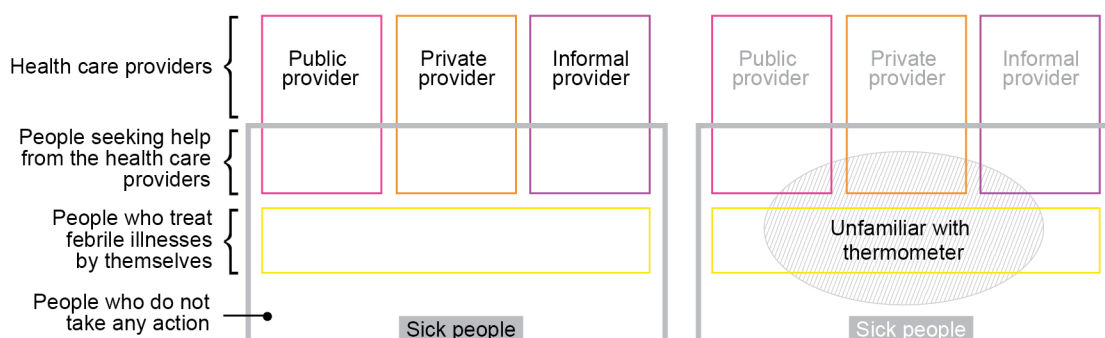 Health care providers
Public
provider
Private
provider
Informal
provider
People seeking help
from the health care
providers
People who treat
febrile illnesses
by themselves
People who do not
take any action
Sick people
Public
provider
Private
provider
Informal
provider
Unfamiliar with
thermometer
Sick people